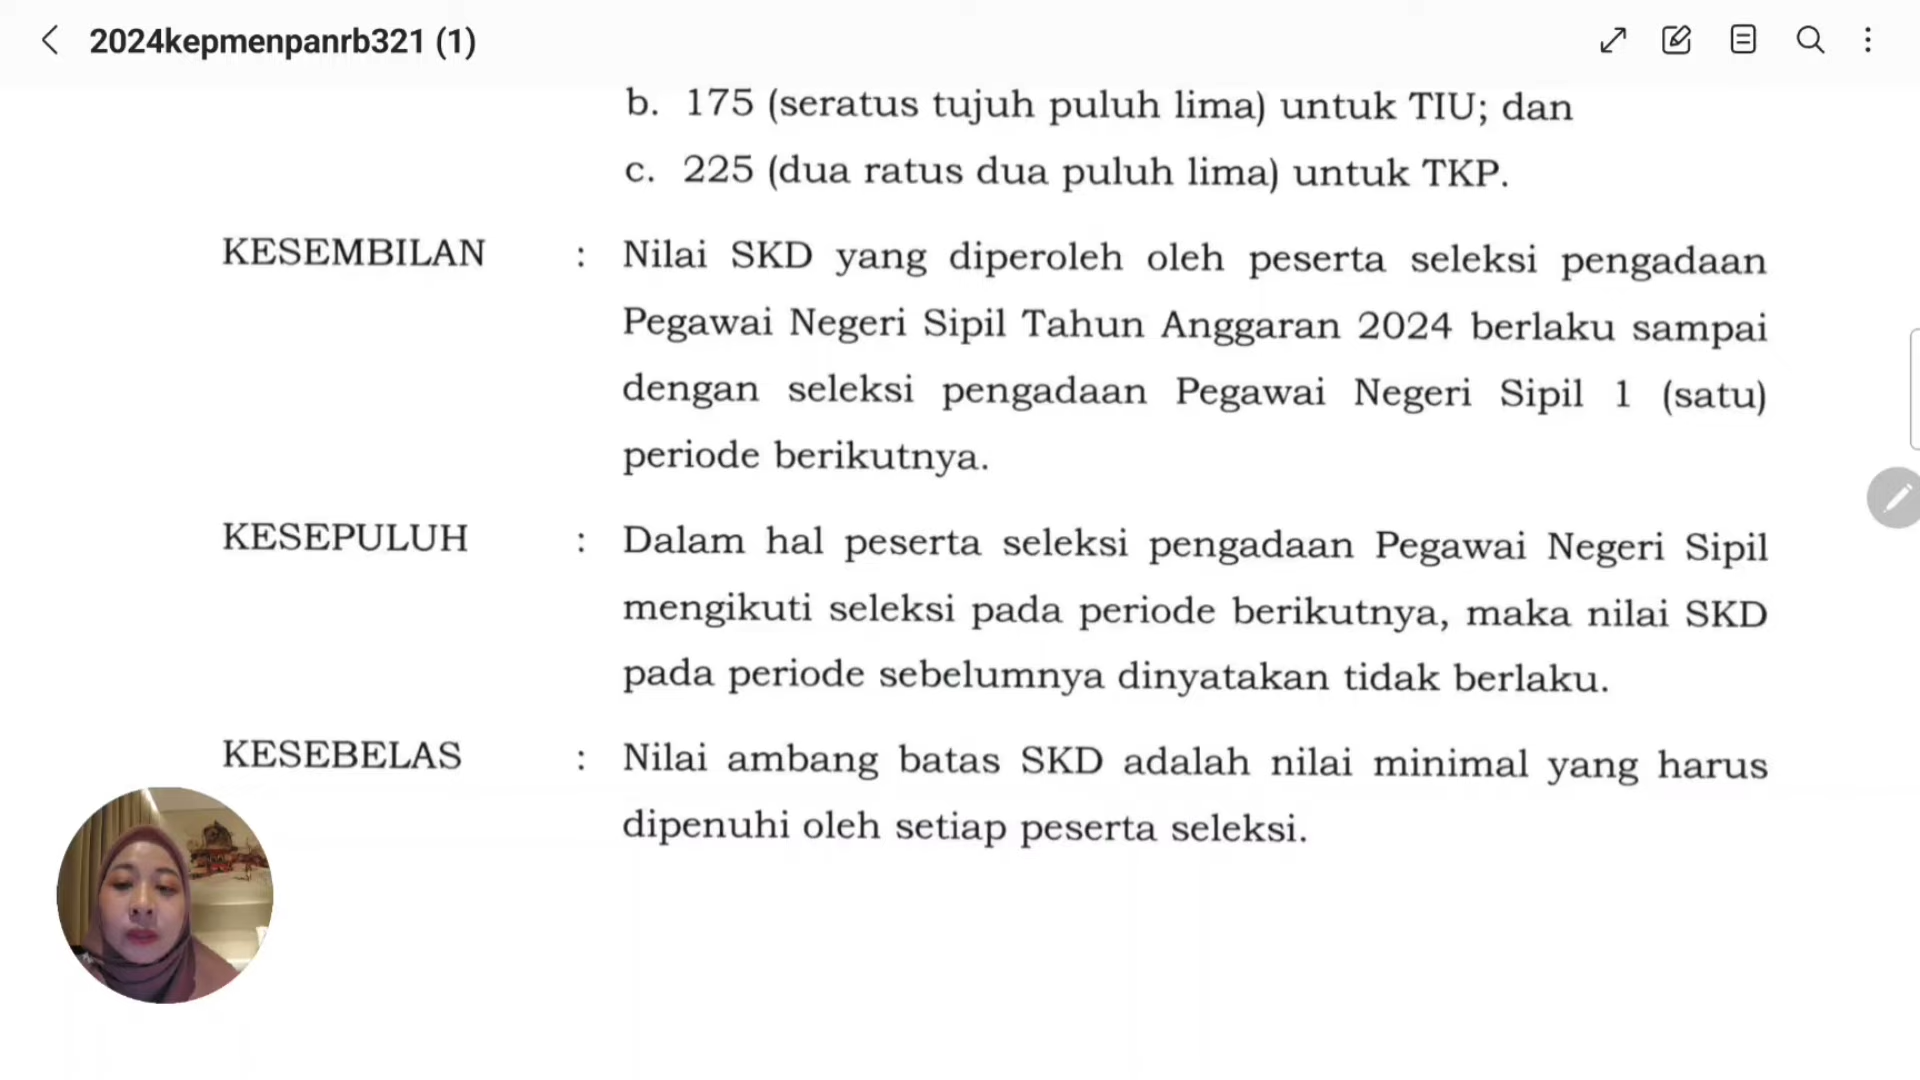 2024kepmenpanrb321 (1)
b. 175 (seratus tujuh puluh lima) untuk TIU; dan
c. 225 (dua ratus dua puluh lima) untuk TKP.
KESEMBILAN : Nilai SKD yang diperoleh oleh peserta seleksi pengadaan
Pegawai Negeri Sipil Tahun Anggaran 2024 berlaku sampai
dengan seleksi pengadaan Pegawai Negeri Sipil 1 (satu)
periode berikutnya.
KESEPULUH : Dalam hal peserta seleksi pengadaan Pegawai Negeri Sipil
mengikuti seleksi pada periode berikutnya, maka nilai SKD
pada periode sebelumnya dinyatakan tidak berlaku.
KESEBELAS : Nilai ambang batas SKD adalah nilai minimal yang harus
dipenuhi oleh setiap peserta seleksi.